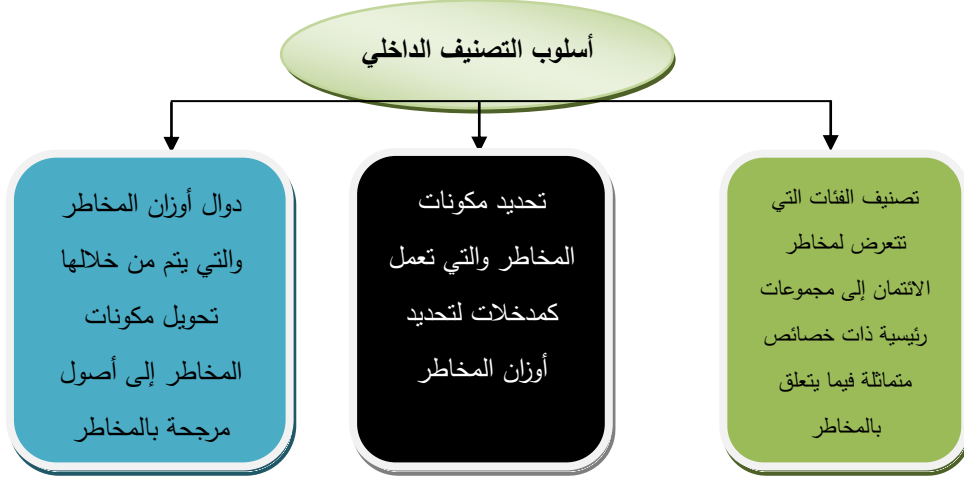 أسلوب التصنيف الداخلي
تصنيف الفئات التي
تتعرض لمخاطر
الائتمان إلى مجموعات
رئيسية ذات خصائص
متماثلة فيما يتعلق
بالمخاطر
تحديد مكونات
المخاطر والتي تعمل
كمدخلات لتحديد
أوزان المخاطر
دوال أوزان المخاطر
والتي يتم من خلالها
تحويل مكونات
المخاطر إلى أصول
مرجحة بالمخاطر